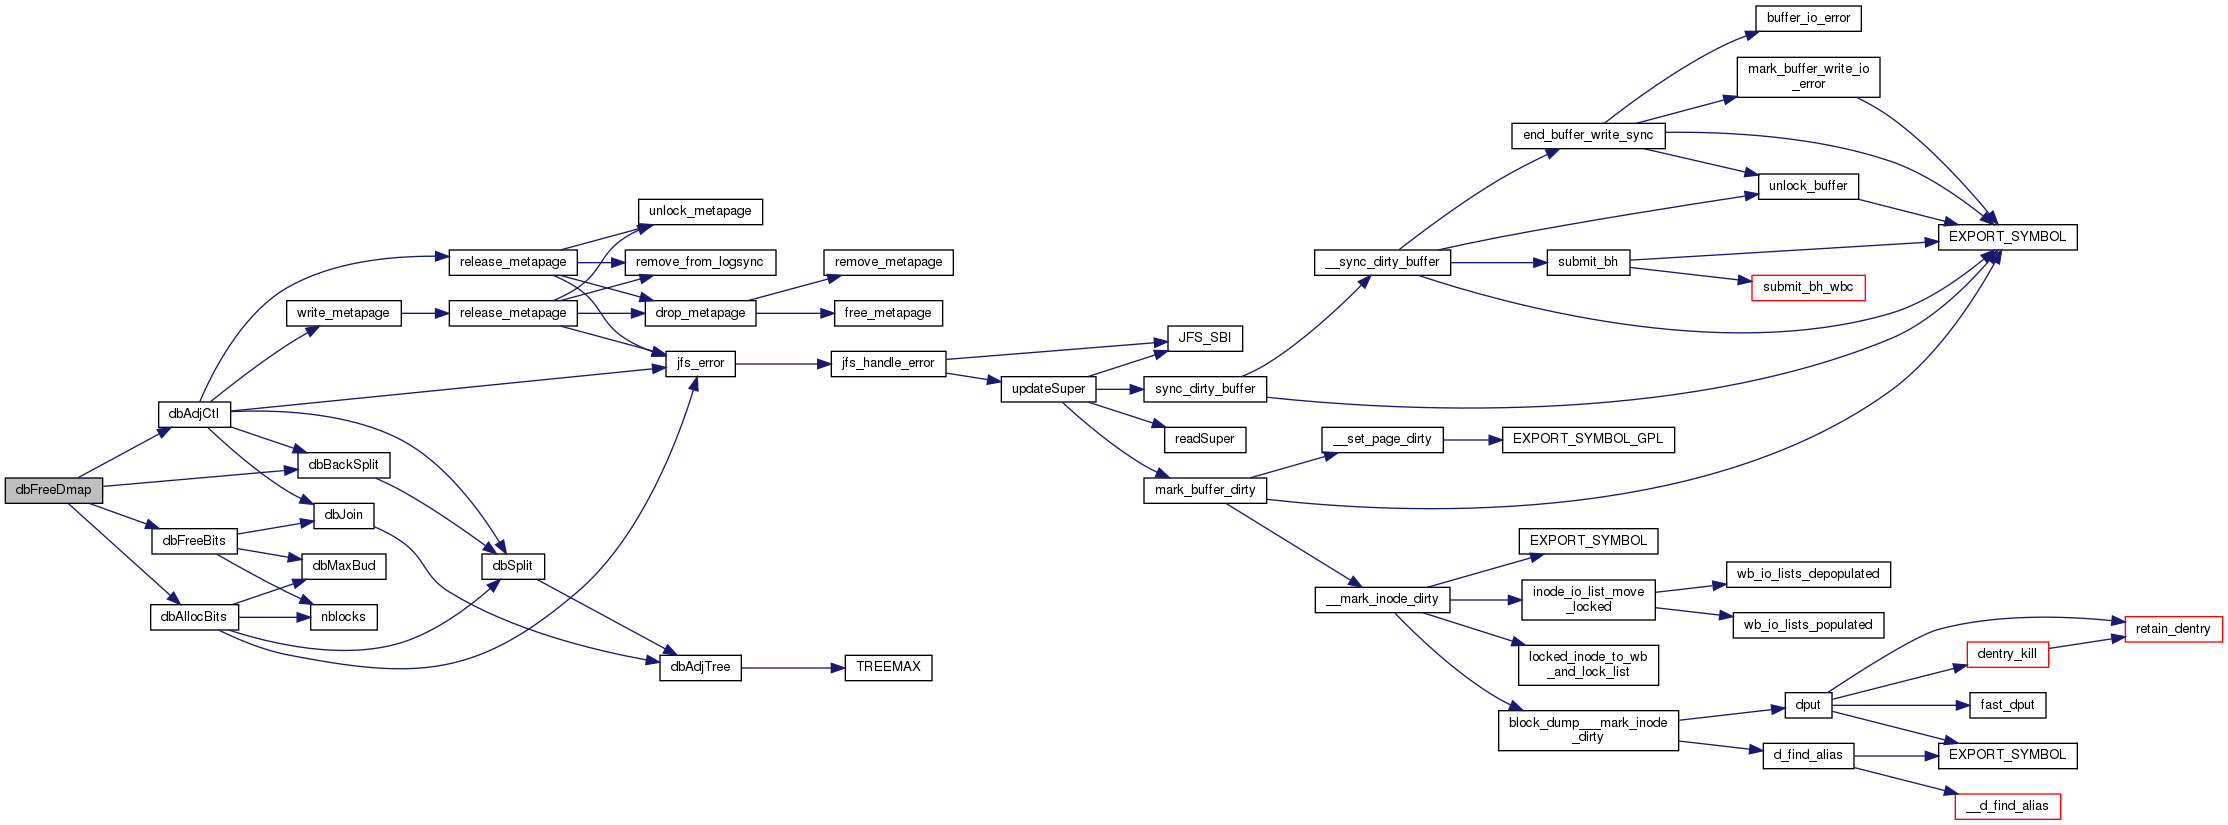 buffer_io_error
mark_buffer_write_io
_error
end_buffer_write_sync
unlock_buffer
unlock_metapage
EXPORT_SYMBOL
release_metapage
remove_from_logsync
remove_metapage
__sync_dirty_buffer
submit_bh
submit_bh_wbc
write_metapage
release_metapage
drop_metapage
free_metapage
JFS_SBI
jfs_error
jfs_handle_error
updateSuper
sync_dirty_buffer
dbAdjCtl
readSuper
__set_page_dirty
EXPORT_SYMBOL_GPL
dbBackSplit
dbFreeDmap
mark_buffer_dirty
dbJoin
dbFreeBits
EXPORT_SYMBOL
dbMaxBud
dbSplit
wb_io_lists_depopulated
__mark_inode_dirty
inode_io_list_move
_locked
dbAllocBits
nblocks
wb_io_lists_populated
retain_dentry
dentry_kill
locked_inode_to_wb
_and_lock_list
dbAdjTree
TREEMAX
dput
fast_dput
block_dump___mark_inode
_dirty
d_find_alias
EXPORT_SYMBOL
__d_find_alias